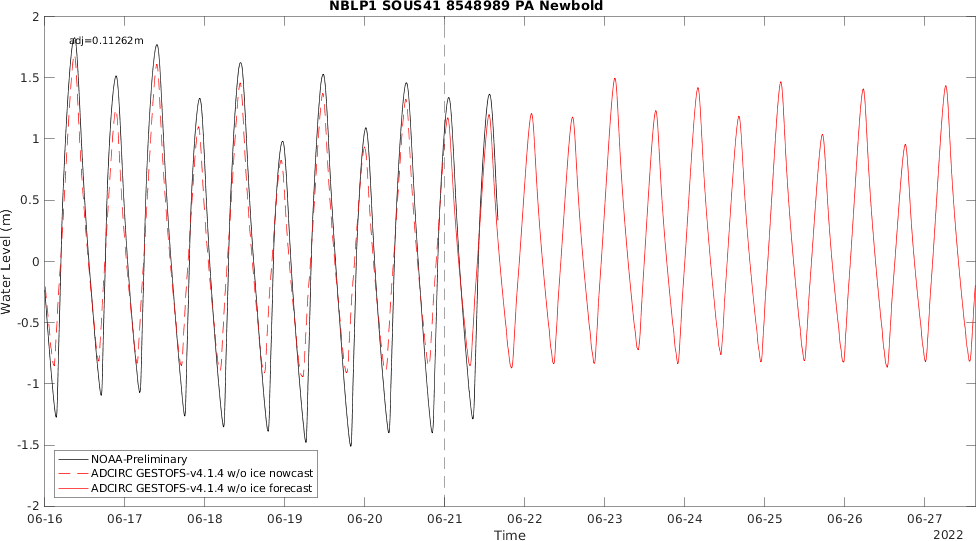 NBLP1 SOUS41 8548989 PA Newbold
adj=0.11262m
2
1.5
1
0.5
0
-0.5
-1
-1.5
-2
Water Level (m)
NOAA-Preliminary
ADCIRC GESTOFS-v4.1.4 w/o ice nowcast
ADCIRC GESTOFS-v4.1.4 w/o ice forecast
06-16 06-17 06-18 06-19 06-20 06-21 06-22 06-23 06-24 06-25 06-26 06-27
Time
2022